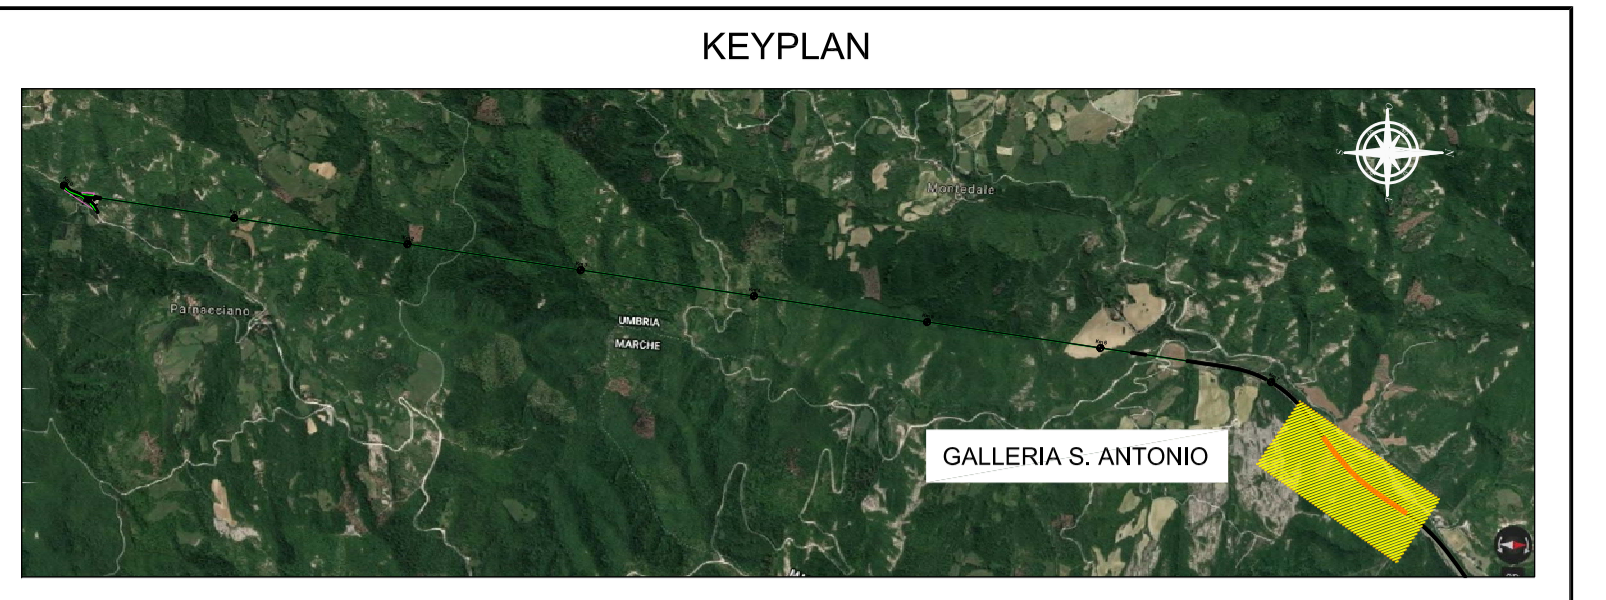 KEYPLAN
Montedale
Parnacciano
UMBRIA
MARCHE
GALLERIA S. ANTONIO